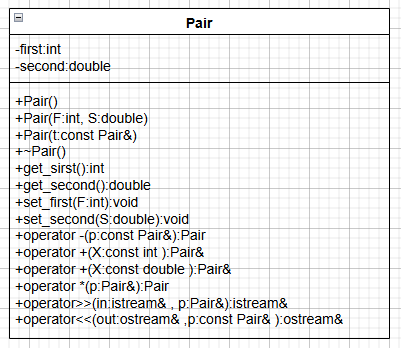 Pair
-first:int
-second:double
+Pair()
+Pair(F:int, S:double)
+Pair(t:const Pair&)
+~Pair()
+get_sirst():int
+get_second():double
+set_first(F:int):void
+set_second(S:double):void
+operator -(p:const Pair&):Pair
+operator +(X:const int ):Pair&
+operator +(X:const double ):Pair&
+operator *(p:Pair&):Pair
+operator>>(in:istream& , p:Pair&):istream&
+operator<<(out:ostream& ,p:const Pair& ):ostream&